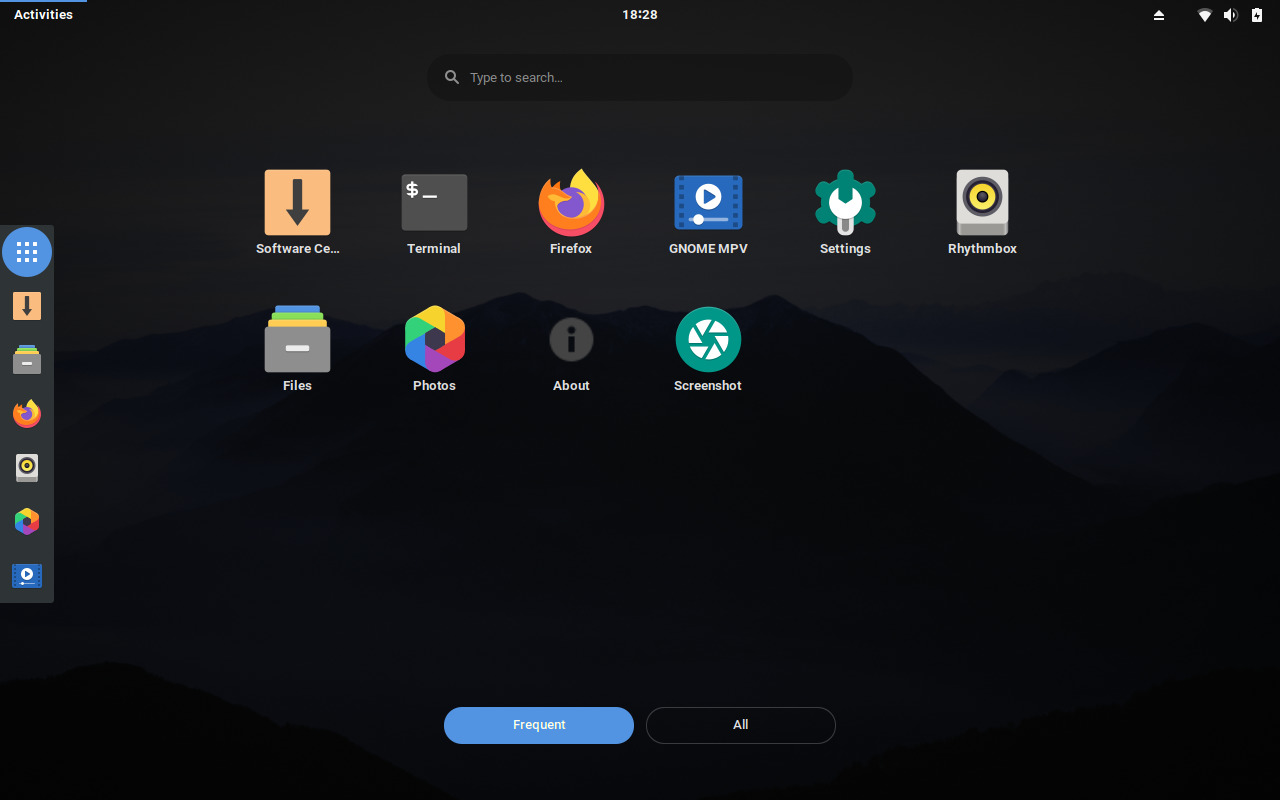 Activities
18:28
Type to search…
Software Ce…
Terminal
Firefox
GNOME MPV
Settings
Rhythmbox
Files
Photos
About
Screenshot
Frequent
All